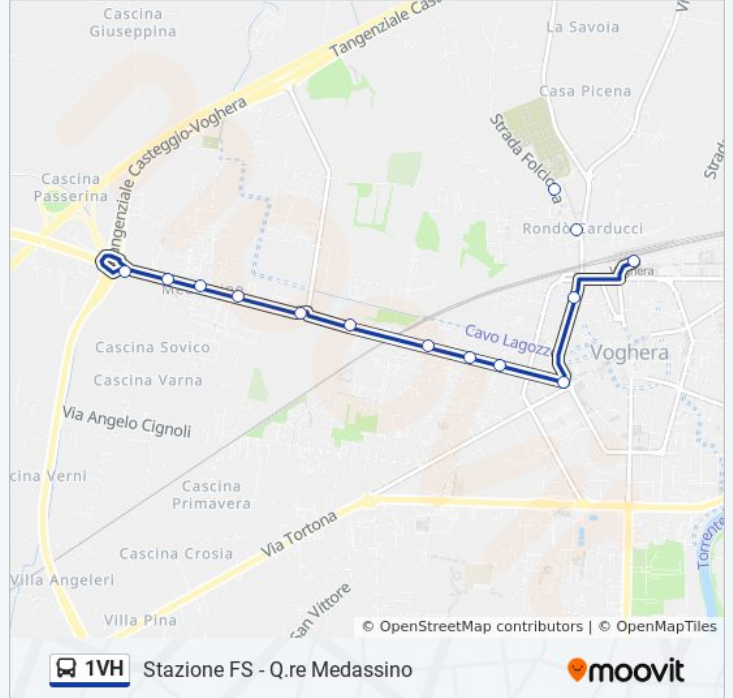 Cascina
Giuseppina
Tangenziale Cas
La Savoia
Casa Picena
Tangenziale Casteggio-Voghera
Strada Folciona
Strad
Cascina
Passerina
Rondò Carducci
Voghera
Cascina Sovico
Cavo Lagozz
Voghera
Cascina Varna
Via Angelo Cignoli
cina Verni
Cascina
Primavera
Via Tortona
Cascina Crosia
Torrente
Villa Angeleri
San Vittore
Villa Pina
© OpenStreetMap contributors | © OpenMapTiles
1VH Stazione FS - Q.re Medassino
moovit